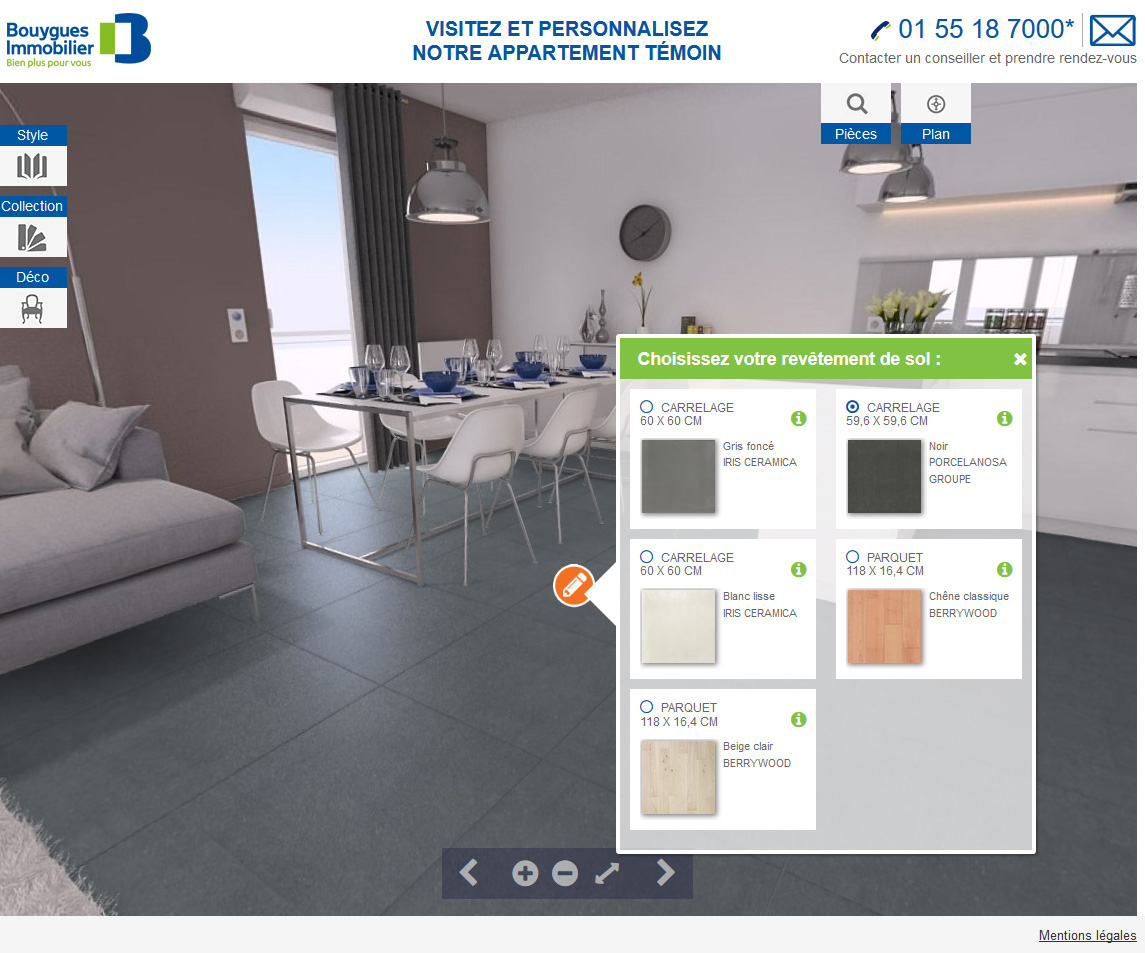 Bouygues
Immobilier
Bien plus pour vous
VISITEZ ET PERSONNALISEZ
NOTRE APPARTEMENT TÉMOIN
01 55 18 7000*
Contacter un conseiller et prendre rendez-vous
Style
Collection
Déco
Pièces
Plan
Choisissez votre revêtement de sol :
CARRELAGE
60 X 60 CM
Gris foncé
IRIS CERAMICA
CARRELAGE
59,6 X 59,6 CM
Noir
PORCELANOSA
GROUPE
CARRELAGE
60 X 60 CM
Blanc lisse
IRIS CERAMICA
PARQUET
118 X 16,4 CM
Chêne classique
BERRYWOOD
PARQUET
118 X 16,4 CM
Beige clair
BERRYWOOD
Mentions légales